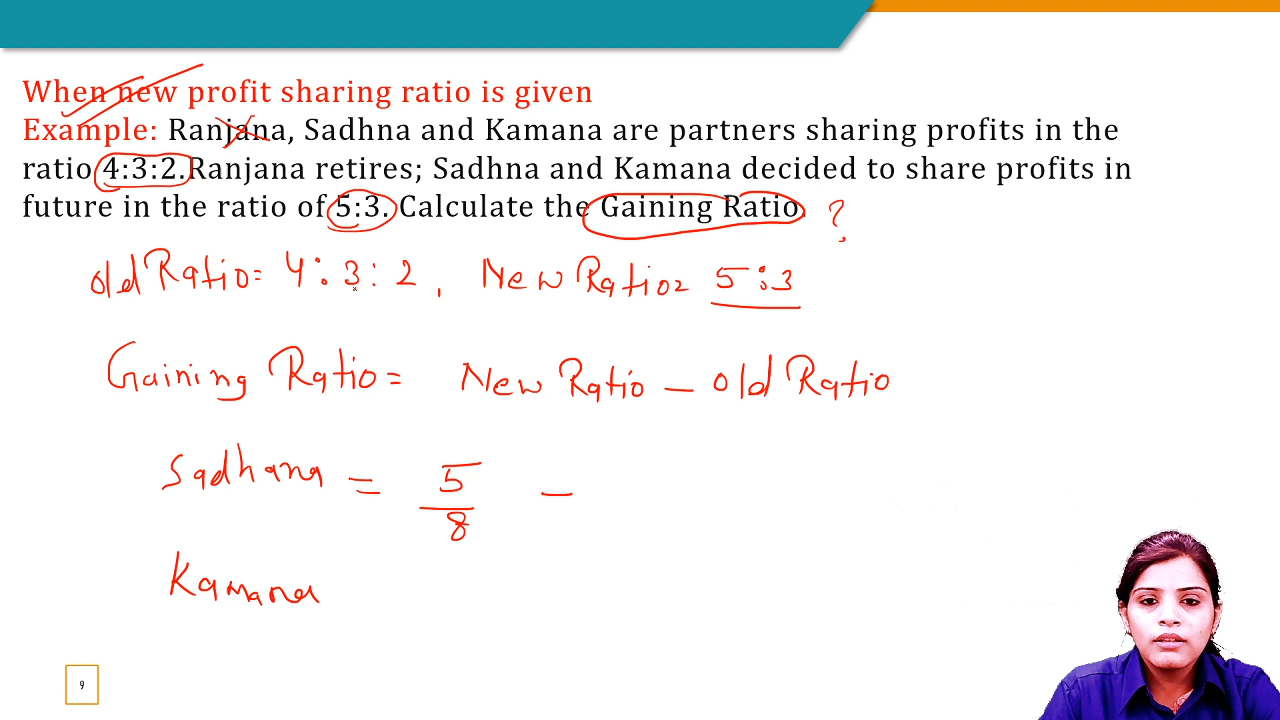 When new profit sharing ratio is given
Example: Ranjana, Sadhna and Kamana are partners sharing profits in the
ratio 4:3:2.Ranjana retires; Sadhna and Kamana decided to share profits in
future in the ratio of 5:3. Calculate the Gaining Ratio. ?
Old Ratio= 4:3:2, New Ratio= 5:3
Gaining Ratio= New Ratio - Old Ratio
Sadhana = 5/8 -
Kamana
9